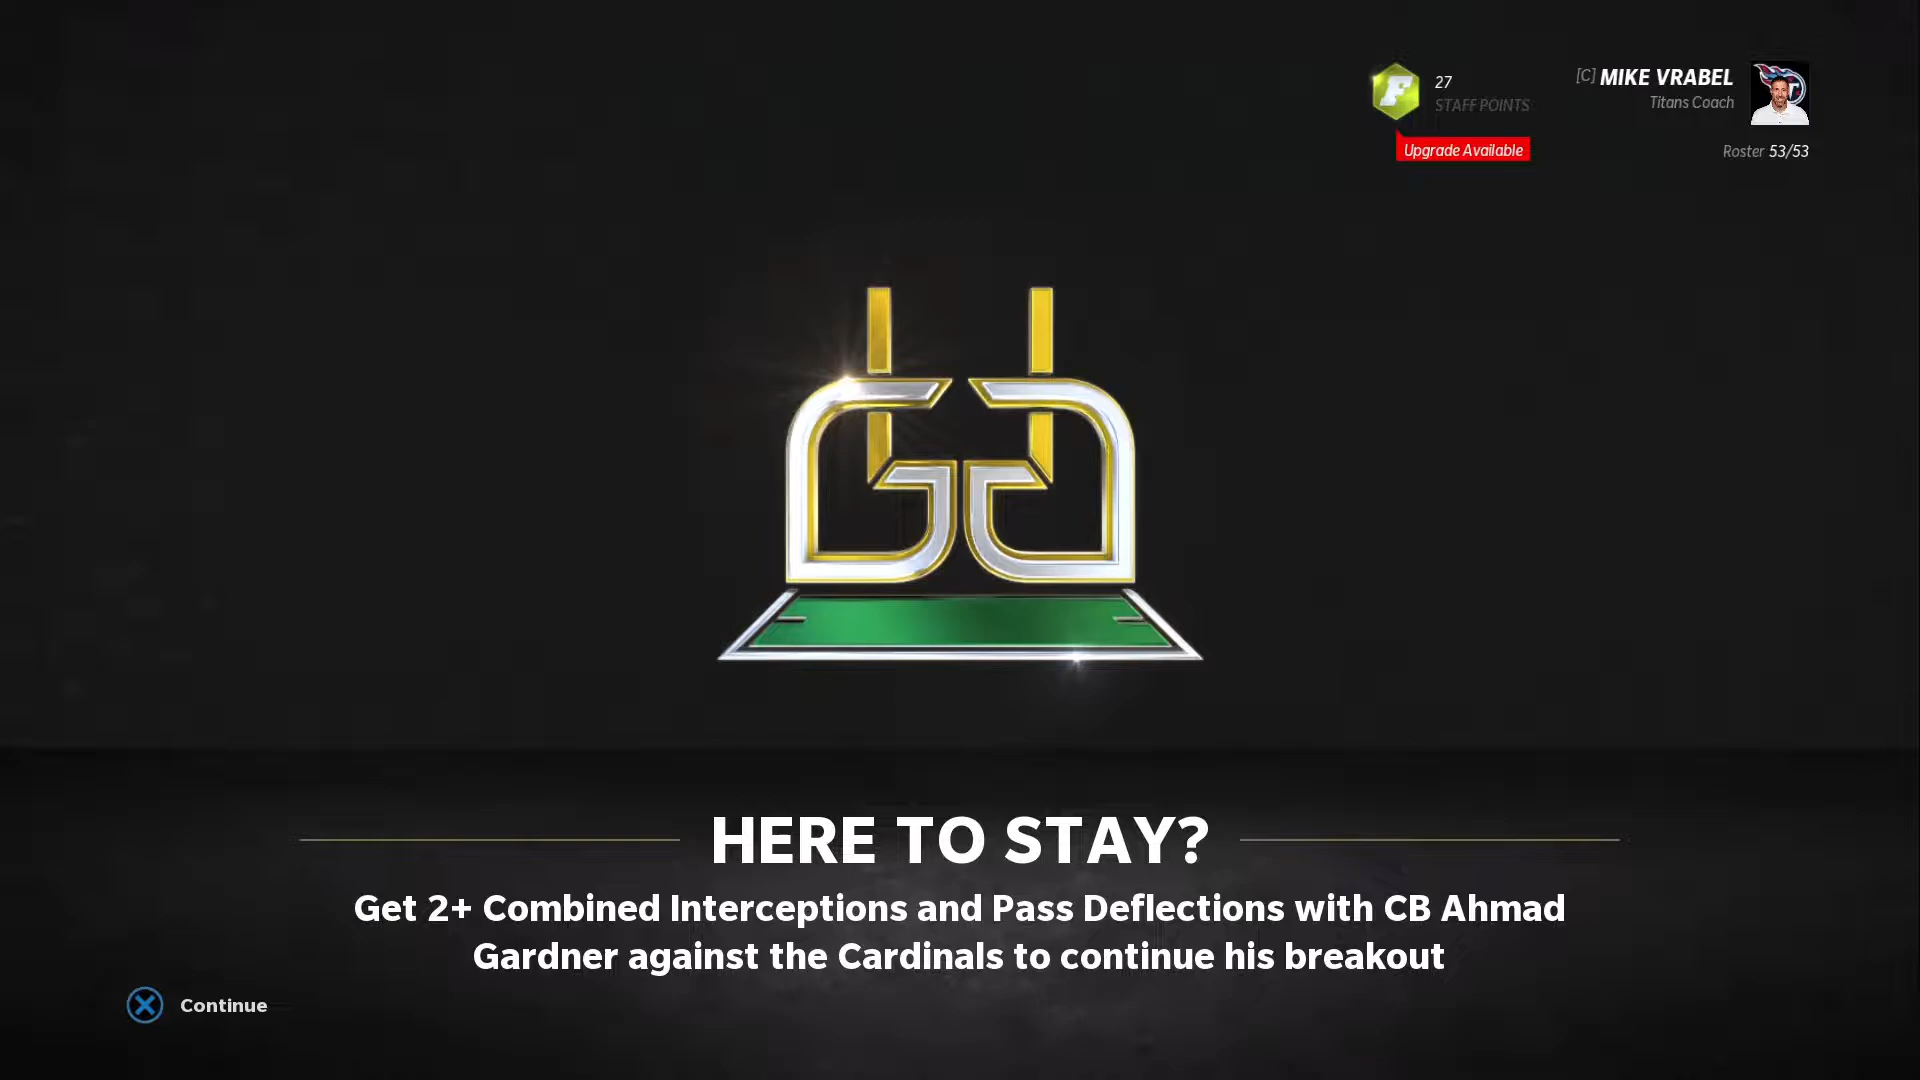 27
STAFF POINTS
Upgrade Available
[C] MIKE VRABEL
Titans Coach
Roster 53/53
HERE TO STAY?
Get 2+ Combined Interceptions and Pass Deflections with CB Ahmad
Gardner against the Cardinals to continue his breakout
Continue